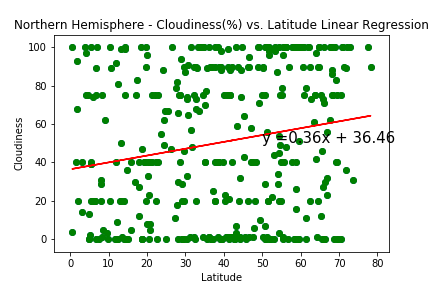 Northern Hemisphere - Cloudiness(%) vs. Latitude Linear Regression
100
80
60
40
20
0
Cloudiness
y =0.36x + 36.46
0 10 20 30 40 50 60 70 80
Latitude